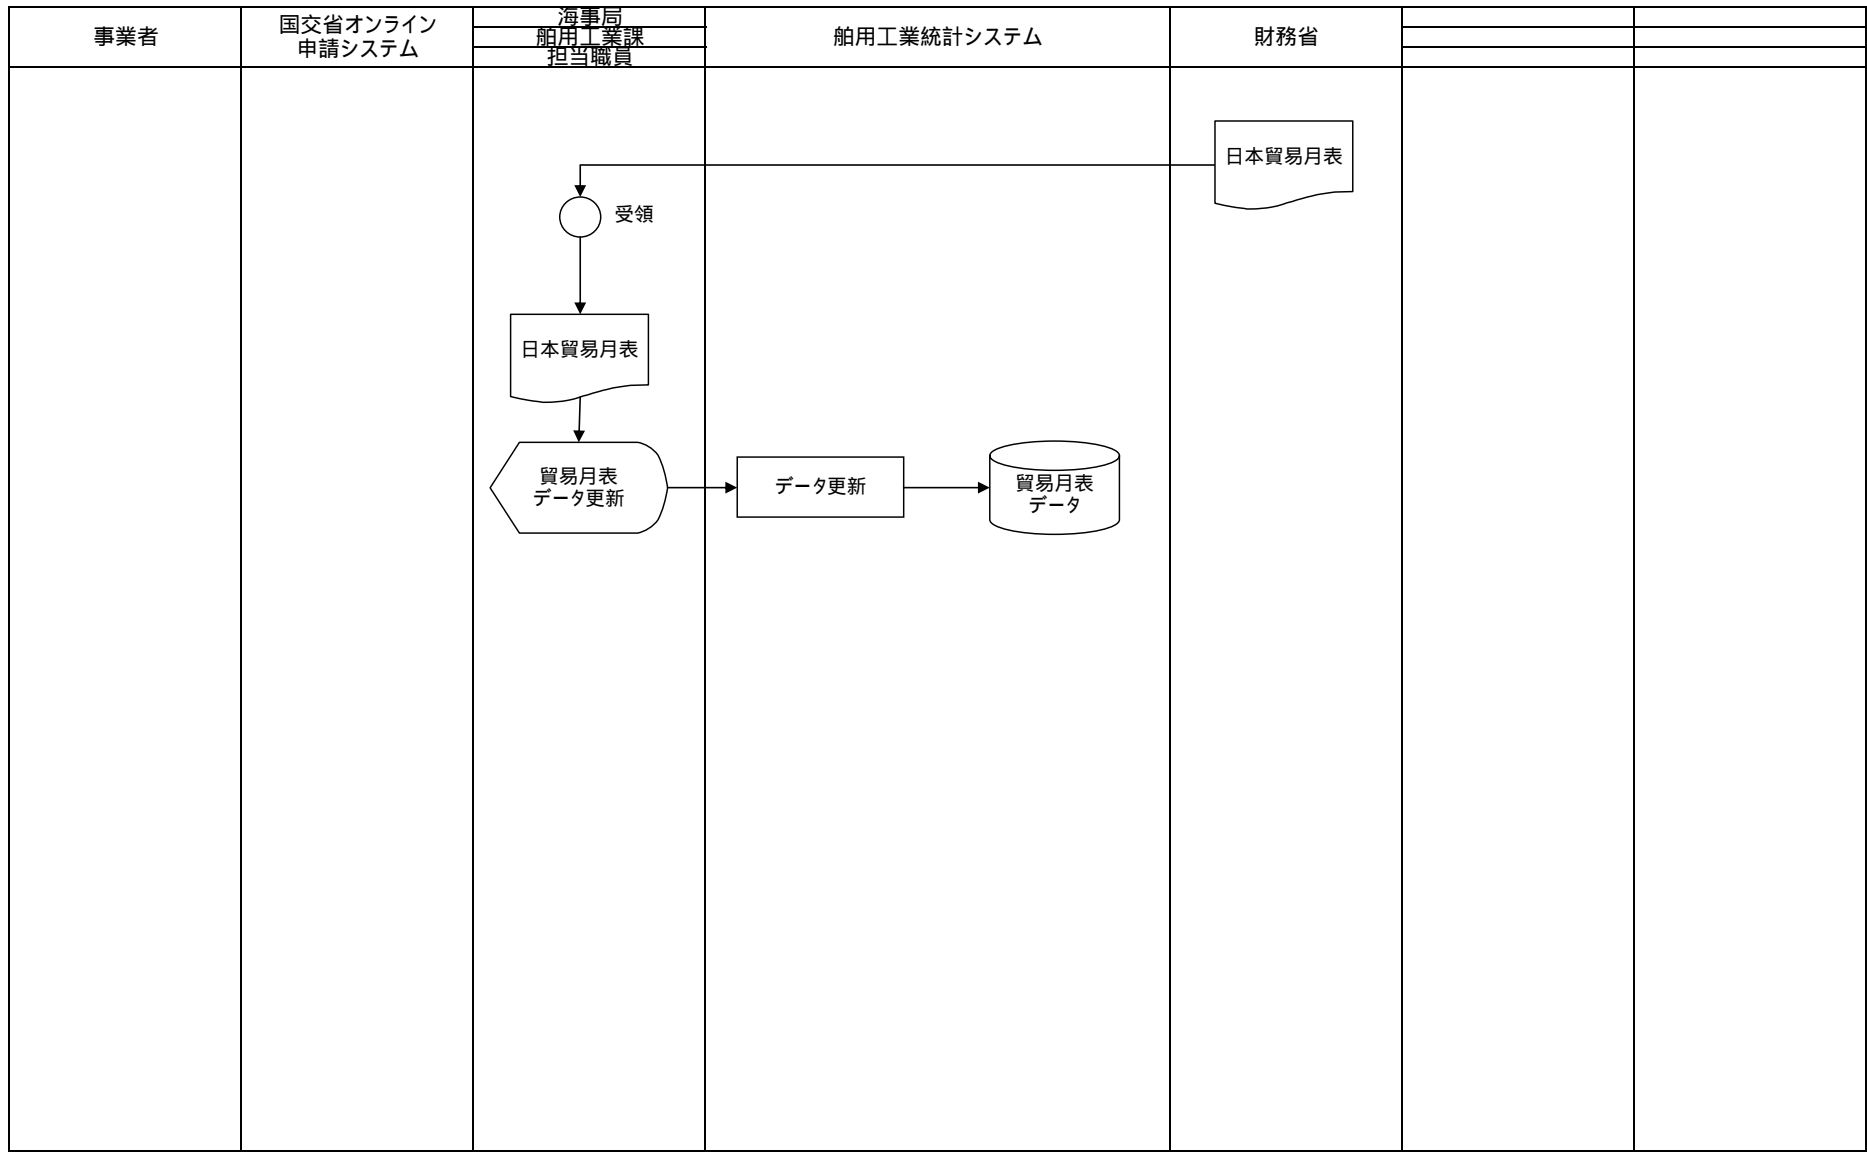 事業者
国交省オンライン
申請システム
海事局
舶用工業課
担当職員
舶用工業統計システム
財務省
日本貿易月表
受領
日本貿易月表
貿易月表
データ更新
データ更新
貿易月表
データ